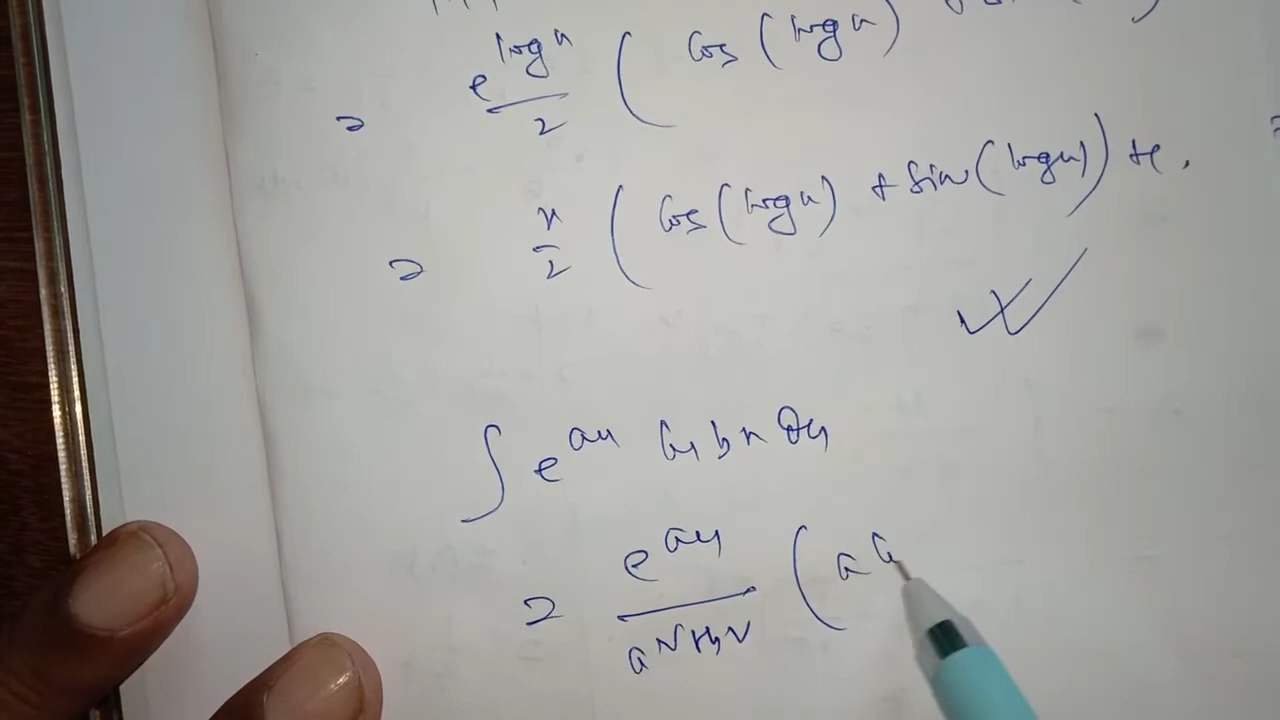 = e^{log x}/2 ( cos (log x)
= x/2 ( cos (log x) + sin (log x) ) + c.
∫ e^{ax} cos bx dx
= e^{ax}/(a² + b²) ( a c